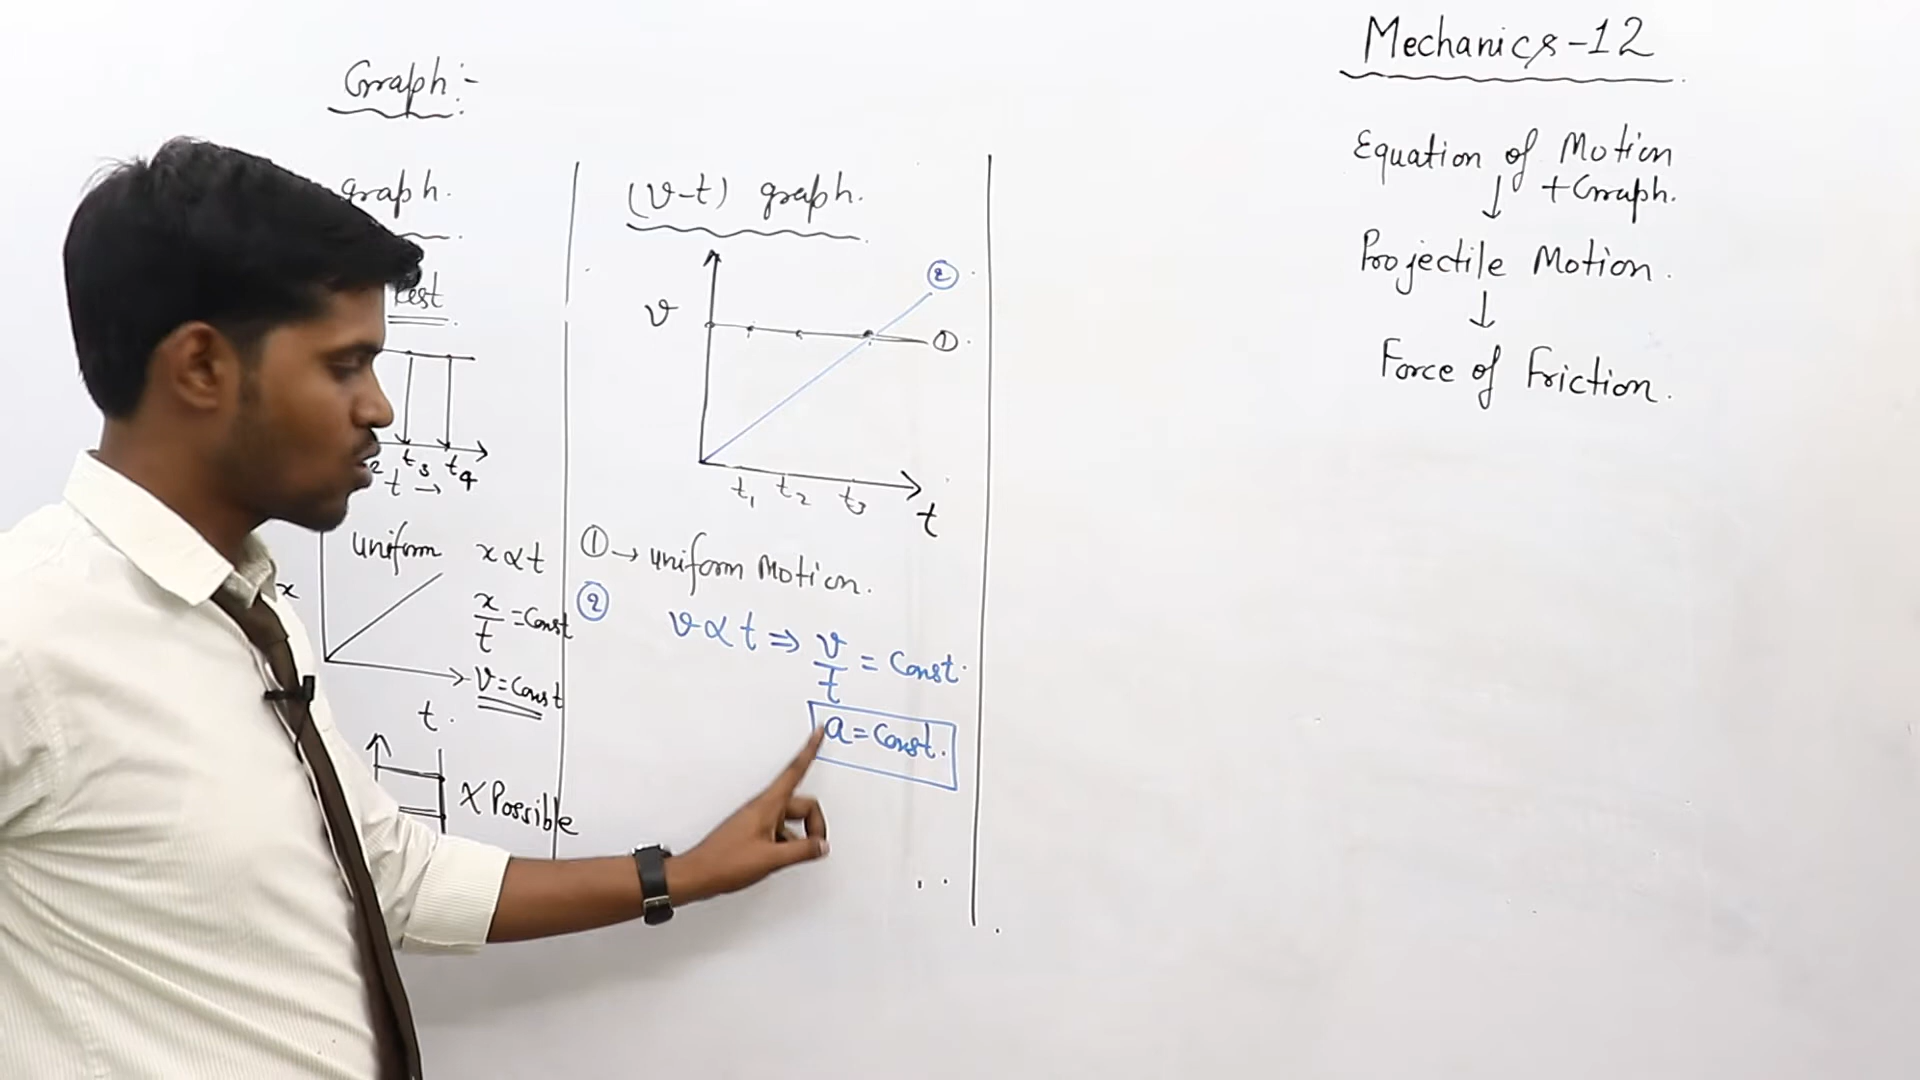 Graph:-
graph.
Rest
t3 t4
t →
uniform x ∝ t
x
x/t = Const
v = Const
t.
X Possible
(v-t) graph.
②
v
①
t1 t2 t3
t
① → uniform Motion.
② v ∝ t ⇒ v/t = Const.
a = Const.
Mechanics-12
Equation of Motion
+ Graph.
↓
Projectile Motion.
↓
Force of Friction.